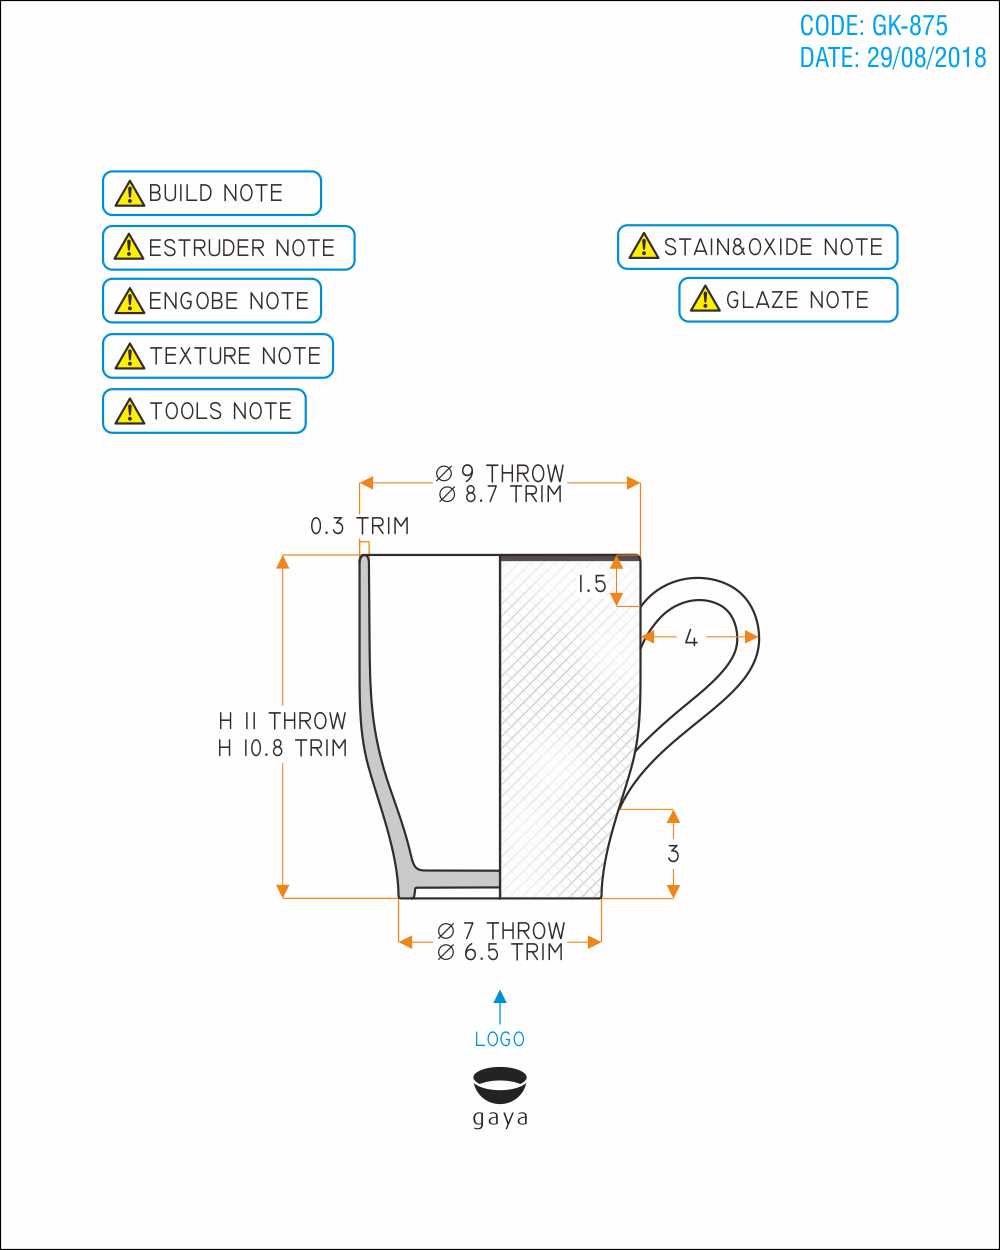 CODE: GK-875
DATE: 29/08/2018
BUILD NOTE
ESTRUDER NOTE
ENGOBE NOTE
TEXTURE NOTE
TOOLS NOTE
STAIN&OXIDE NOTE
GLAZE NOTE
Ø 9 THROW
Ø 8.7 TRIM
0.3 TRIM
1.5
4
H 11 THROW
H 10.8 TRIM
3
Ø 7 THROW
Ø 6.5 TRIM
LOGO
gaya